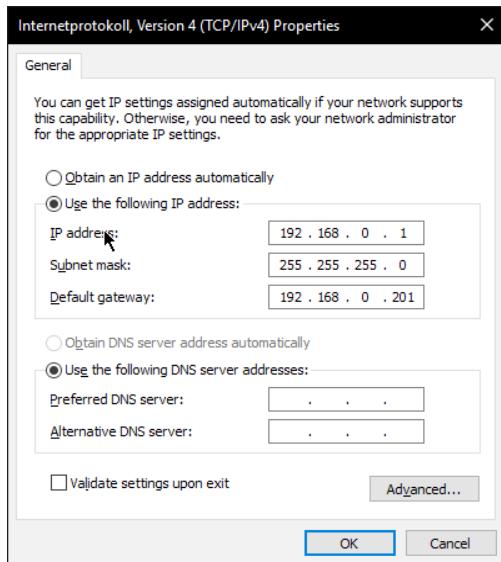 Internetprotokoll, Version 4 (TCP/IPv4) Properties
General
You can get IP settings assigned automatically if your network supports
this capability. Otherwise, you need to ask your network administrator
for the appropriate IP settings.
Obtain an IP address automatically
Use the following IP address:
IP address: 192 . 168 . 0 . 1
Subnet mask: 255 . 255 . 255 . 0
Default gateway: 192 . 168 . 0 . 201
Obtain DNS server address automatically
Use the following DNS server addresses:
Preferred DNS server: . . .
Alternative DNS server: . . .
Validate settings upon exit
Advanced...
OK Cancel